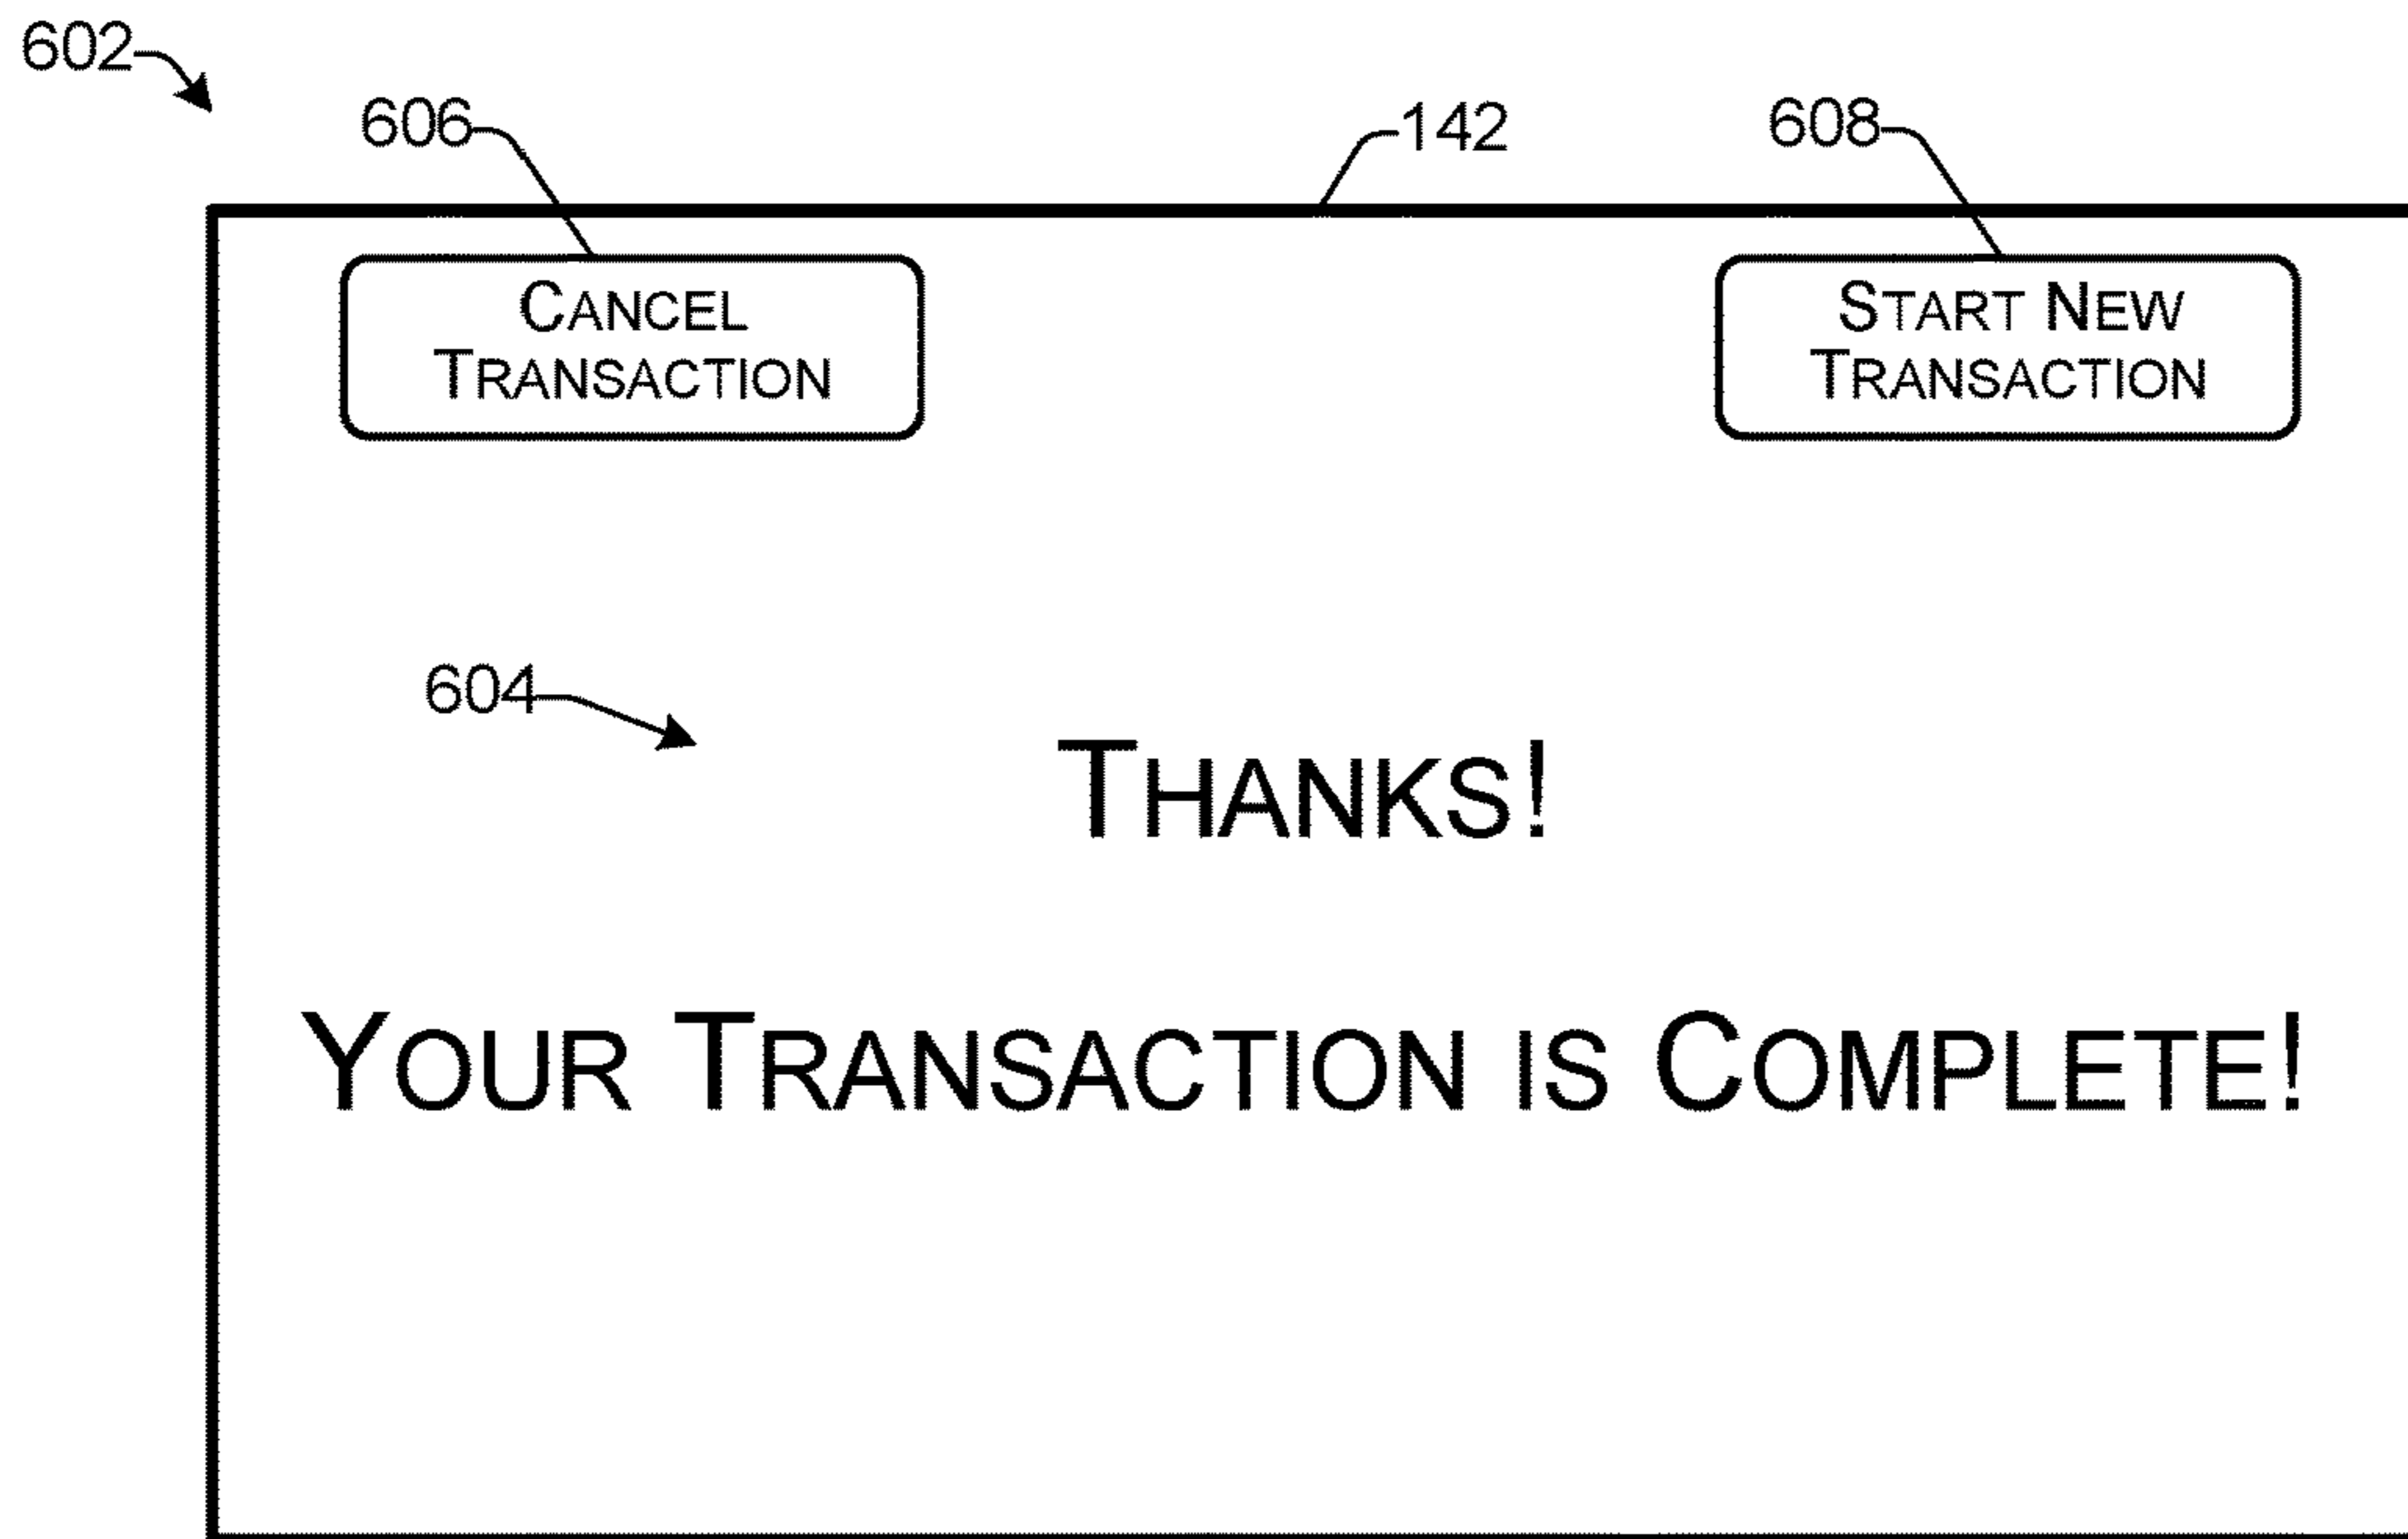 602
606
142
608
CANCEL
TRANSACTION
START NEW
TRANSACTION
604
THANKS!
YOUR TRANSACTION IS COMPLETE!